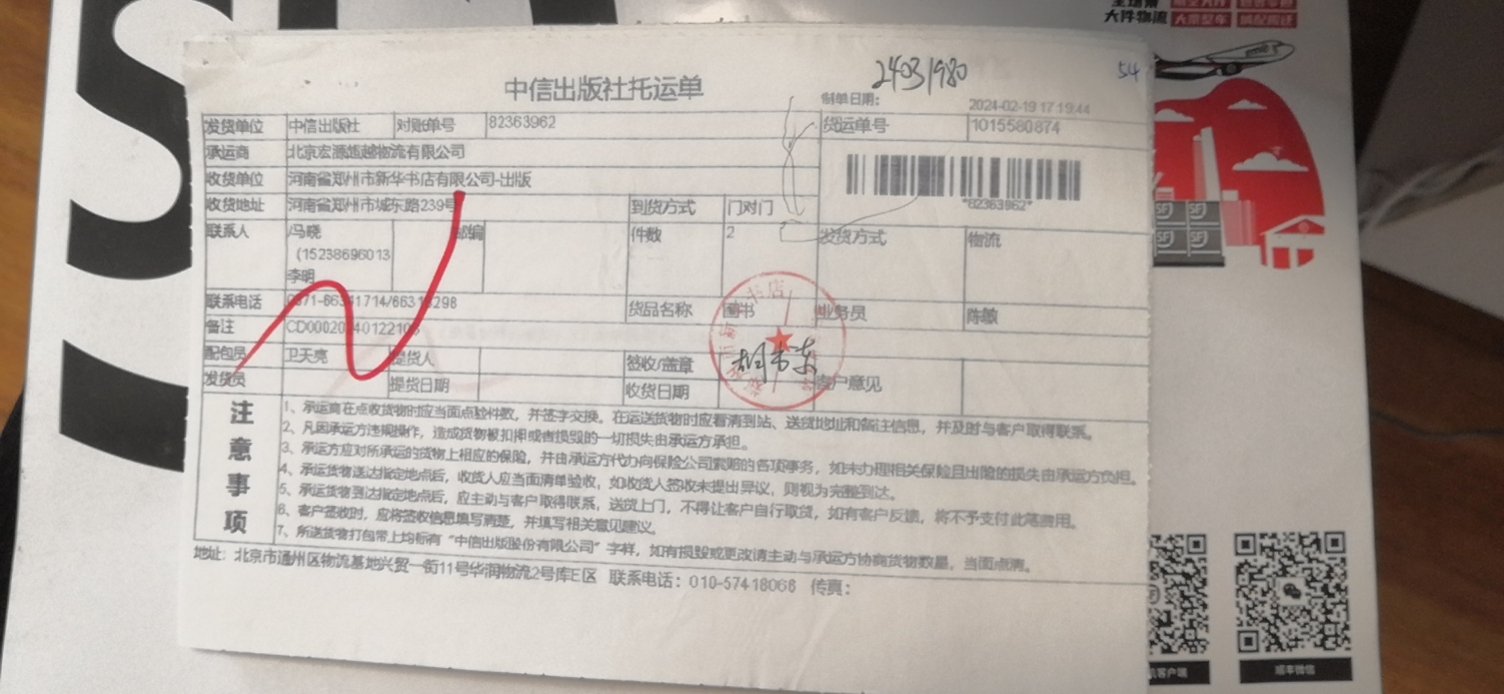 大件物流
24031980
54
中信出版社托运单
制单日期: 2024-02-19 17:19:44
发货单位 中信出版社 对账单号 82363962 货运单号 1015580874
承运商 北京宏源超越物流有限公司
收货单位 河南省郑州市新华书店有限公司-出版
收货地址 河南省郑州市城东路239号 到货方式 门对门
*82363962*
联系人 /马晓 邮编 件数 2 发货方式 物流
(15238696013
李明
联系电话 货品名称 图书 业务员 陈敏
备注
配包员 卫天亮 提货人 签收/盖章 客户意见
发货员 提货日期 收货日期
注意事项
1、承运商在点收货物时应当面点验件数，并签字交换。在运送货物时应看清到站、送货地址和备注信息，并及时与客户取得联系。
2、凡因承运方违规操作，造成货物被扣押或者损毁的一切损失由承运方承担。
3、承运方应对所承运的货物上相应的保险，并由承运方代办向保险公司索赔的各项事务，如未办理相关保险且出险的损失由承运方负担。
4、承运货物送达指定地点后，收货人应当面清单验收，如收货人签收未提出异议，则视为完整到达。
5、承运货物到达指定地点后，应主动与客户取得联系，送货上门，不得让客户自行取货，如有客户反馈，将不予支付此笔费用。
6、客户签收时，应将签收信息填写清楚，并填写相关意见建议。
7、所送货物打包带上均标有“中信出版股份有限公司”字样，如有损毁或更改请主动与承运方协商货物数量，当面点清。
地址: 北京市通州区物流基地兴贸一街11号华润物流2号库E区 联系电话: 010-57418068 传真:
SF SF
SF SF
顺丰微信